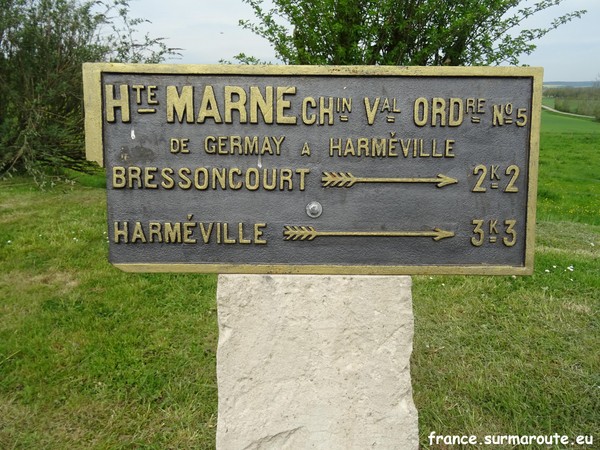 HTE MARNE CHIN VAL ORDRE No 5
DE GERMAY A HARMÉVILLE
BRESSONCOURT 2K2
HARMÉVILLE 3K3
france.surmaroute.eu